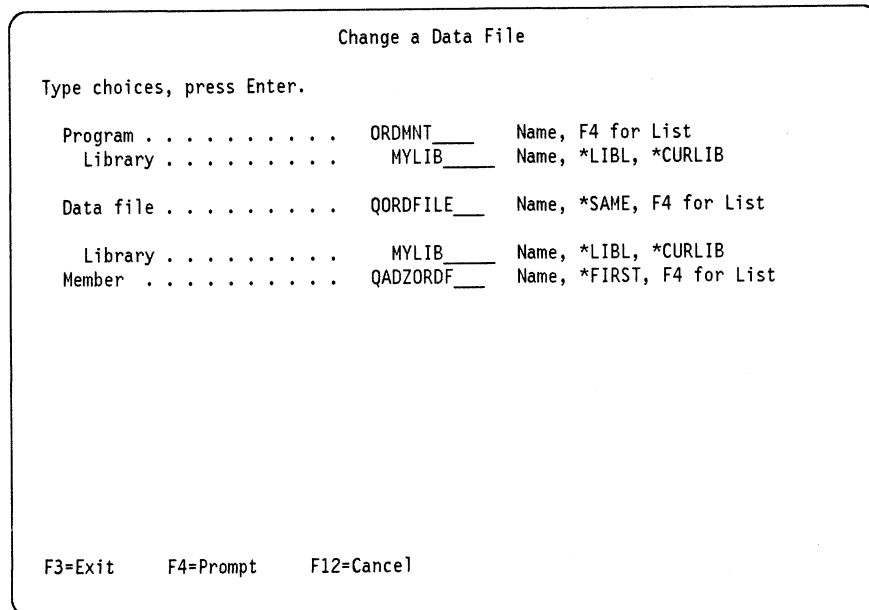 Change a Data File
Type choices, press Enter.
Program . . . . . . . . . . ORDMNT____ Name, F4 for List
Library . . . . . . . . . MYLIB_____ Name, *LIBL, *CURLIB
Data file . . . . . . . . . QORDFILE___ Name, *SAME, F4 for List
Library . . . . . . . . . MYLIB_____ Name, *LIBL, *CURLIB
Member . . . . . . . . . . QADZORDF___ Name, *FIRST, F4 for List
F3=Exit F4=Prompt F12=Cancel